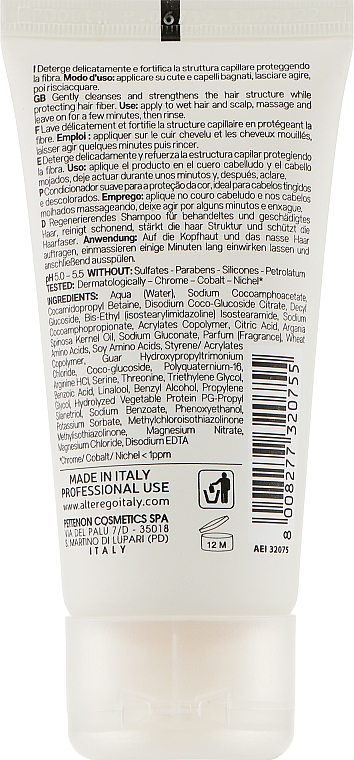 9
I Deterge delicatamente e fortifica la struttura capillare proteggendo
la fibra. Modo d'uso: applicare su cute e capelli bagnati, lasciare agire,
poi risciacquare.
GB Gently cleanses and strengthens the hair structure while
protecting hair fiber. Use: apply to wet hair and scalp, massage and
leave on for a few minutes, then rinse.
F Lave délicatement et fortifie la structure capillaire en protégeant la
fibre. Emploi : appliquer sur le cuir chevelu et les cheveux mouillés,
laisser agir quelques minutes puis rincer.
E Deterge delicadamente y refuerza la estructura capilar protegiendo
la fibra. Uso: aplique el producto en el cuero cabelludo y el cabello
mojados, deje actuar durante unos minutos y, después, aclare.
P Condicionador suave para a proteção da cor, ideal para cabelos tingidos
e descolorados. Emprego: aplique no couro cabeludo e nos cabelos
molhados massageando, deixe agir por alguns minutos e enxague.
D Regenerierendes Shampoo für behandeltes und geschädigtes
Haar, reinigt schonend, stärkt die haar Struktur und schützt die
Haarfaser. Anwendung: Auf die Kopfhaut und das nasse Haar
auftragen, einmassieren einige Minuten lang einwirken lassen und
anschließend ausspülen.
pH 5.0 – 5.5 WITHOUT: Sulfates - Parabens - Silicones - Petrolatum
TESTED: Dermatologically – Chrome – Cobalt – Nichel*
INGREDIENTS: Aqua [Water], Sodium Cocoamphoacetate,
Cocamidopropyl Betaine, Disodium Coco-Glucoside Citrate, Decyl
Glucoside, Bis-Ethyl (isostearylimidazoline) Isostearamide, Sodium
Cocoamphopropionate, Acrylates Copolymer, Citric Acid, Argania
Spinosa Kernel Oil, Sodium Gluconate, Parfum [Fragrance], Wheat
Amino Acids, Soy Amino Acids, Styrene/ Acrylates
Copolymer, Guar Hydroxypropyltrimonium
Chloride, Coco-glucoside, Polyquaternium-16,
Arginine HCl, Serine, Threonine, Triethylene Glycol,
Benzoic Acid, Linalool, Benzyl Alcohol, Propylene
Glycol, Hydrolyzed Vegetable Protein PG-Propyl
Silanetriol, Sodium Benzoate, Phenoxyethanol,
Potassium Sorbate, Methylchloroisothiazolinone
Methylisothiazolinone, Magnesium Nitrate,
Magnesium Chloride, Disodium EDTA
*Chrome/ Cobalt/ Nichel < 1ppm
MADE IN ITALY
PROFESSIONAL USE
www.alteregoitaly.com
PETTENON COSMETICS SPA
VIA DEL PALU 7/D - 35018
S. MARTINO DI LUPARI (PD)
ITALY
12 M
8 008277 320755
AEI 32075